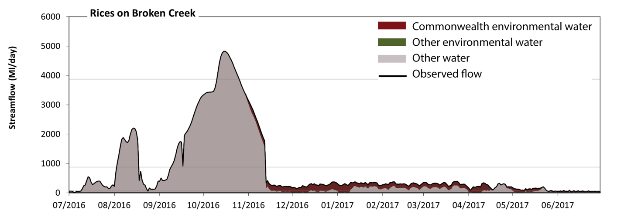 Rices on Broken Creek
Commonwealth environmental water
Other environmental water
Other water
Observed flow
Streamflow (Ml/day)
6000
5000
4000
3000
2000
1000
0
07/2016 08/2016 09/2016 10/2016 11/2016 12/2016 01/2017 02/2017 03/2017 04/2017 05/2017 06/2017